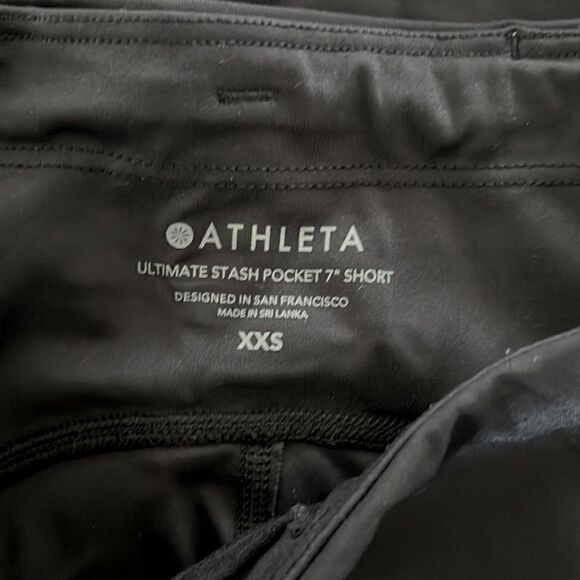 ATHLETA
ULTIMATE STASH POCKET 7" SHORT
DESIGNED IN SAN FRANCISCO
MADE IN SRI LANKA
XXS